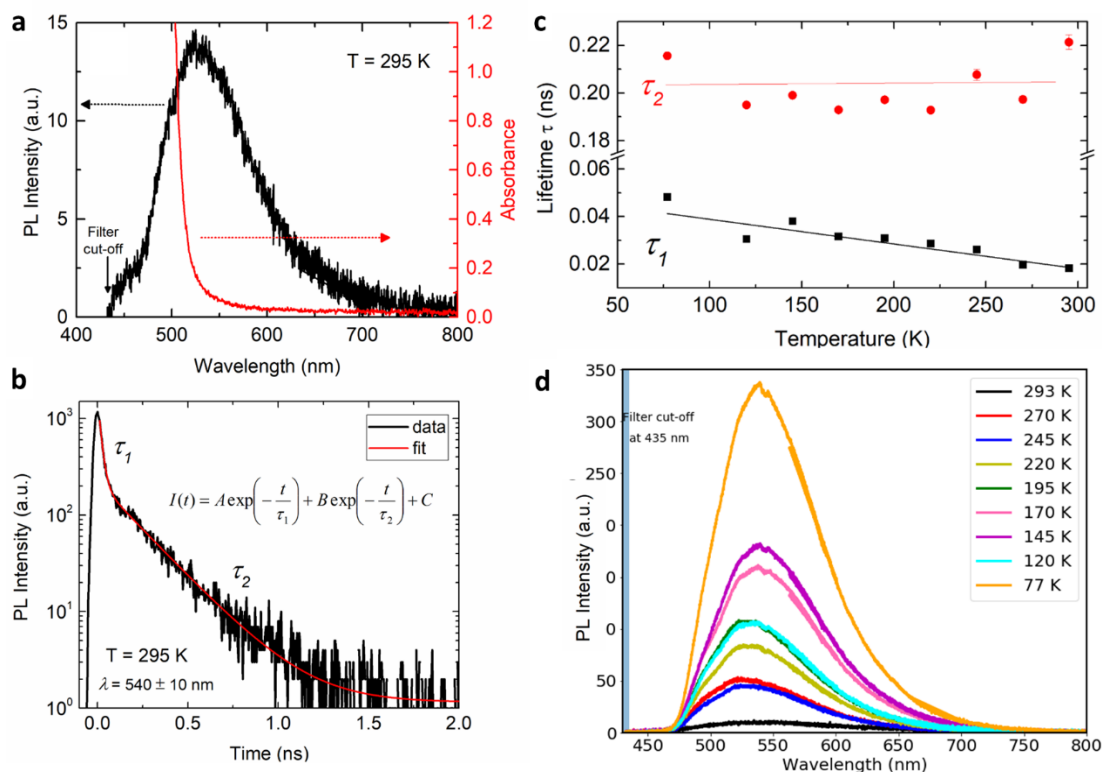 a
T = 295 K
PL Intensity (a.u.)
15
10
5
0
Filter
cut-off
400 500 600 700 800
Wavelength (nm)
1.2
1.0
0.8
0.6
0.4
0.2
0.0
Absorbance
b
PL Intensity (a.u.)
10³
10²
10¹
10⁰
τ₁
data
fit
I(t) = A exp(-t/τ₁) + B exp(-t/τ₂) + C
τ₂
T = 295 K
λ = 540 ± 10 nm
0.0 0.5 1.0 1.5 2.0
Time (ns)
c
Lifetime τ (ns)
0.22
0.20
0.18
0.06
0.04
0.02
τ₂
τ₁
50 100 150 200 250 300
Temperature (K)
d
PL Intensity (a.u.)
350
300
250
0
0
0
50
0
Filter cut-off
at 435 nm
293 K
270 K
245 K
220 K
195 K
170 K
145 K
120 K
77 K
450 500 550 600 650 700 750 800
Wavelength (nm)